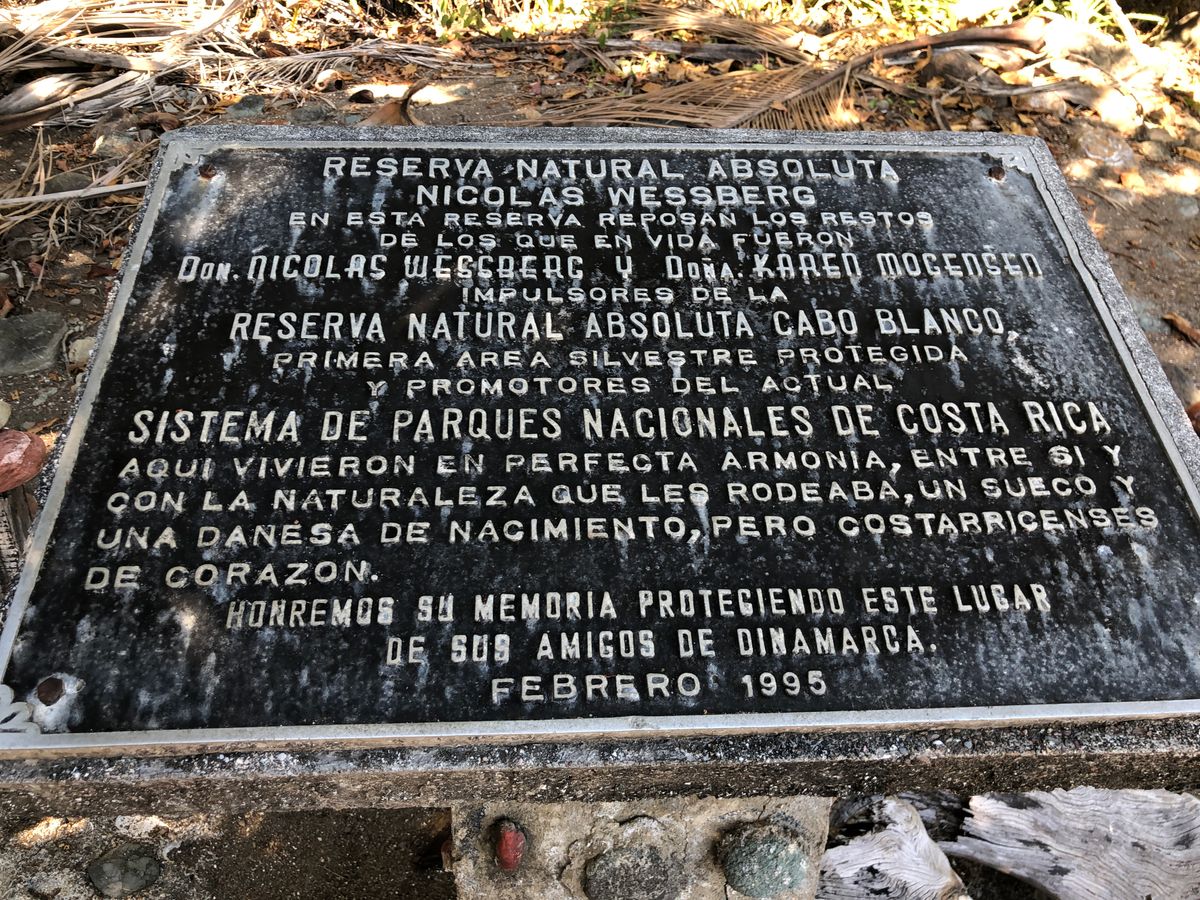 RESERVA NATURAL ABSOLUTA
NICOLAS WESSBERG
EN ESTA RESERVA REPOSAN LOS RESTOS
DE LOS QUE EN VIDA FUERON
DON. NICOLAS WESSBERG Y DOÑA. KAREN MOGENSEN
IMPULSORES DE LA
RESERVA NATURAL ABSOLUTA CABO BLANCO,
PRIMERA AREA SILVESTRE PROTEGIDA
Y PROMOTORES DEL ACTUAL
SISTEMA DE PARQUES NACIONALES DE COSTA RICA
AQUI VIVIERON EN PERFECTA ARMONIA, ENTRE SI Y
CON LA NATURALEZA QUE LES RODEABA, UN SUECO Y
UNA DANESA DE NACIMIENTO, PERO COSTARRICENSES
DE CORAZON.
HONREMOS SU MEMORIA PROTEGIENDO ESTE LUGAR
DE SUS AMIGOS DE DINAMARCA.
FEBRERO 1995